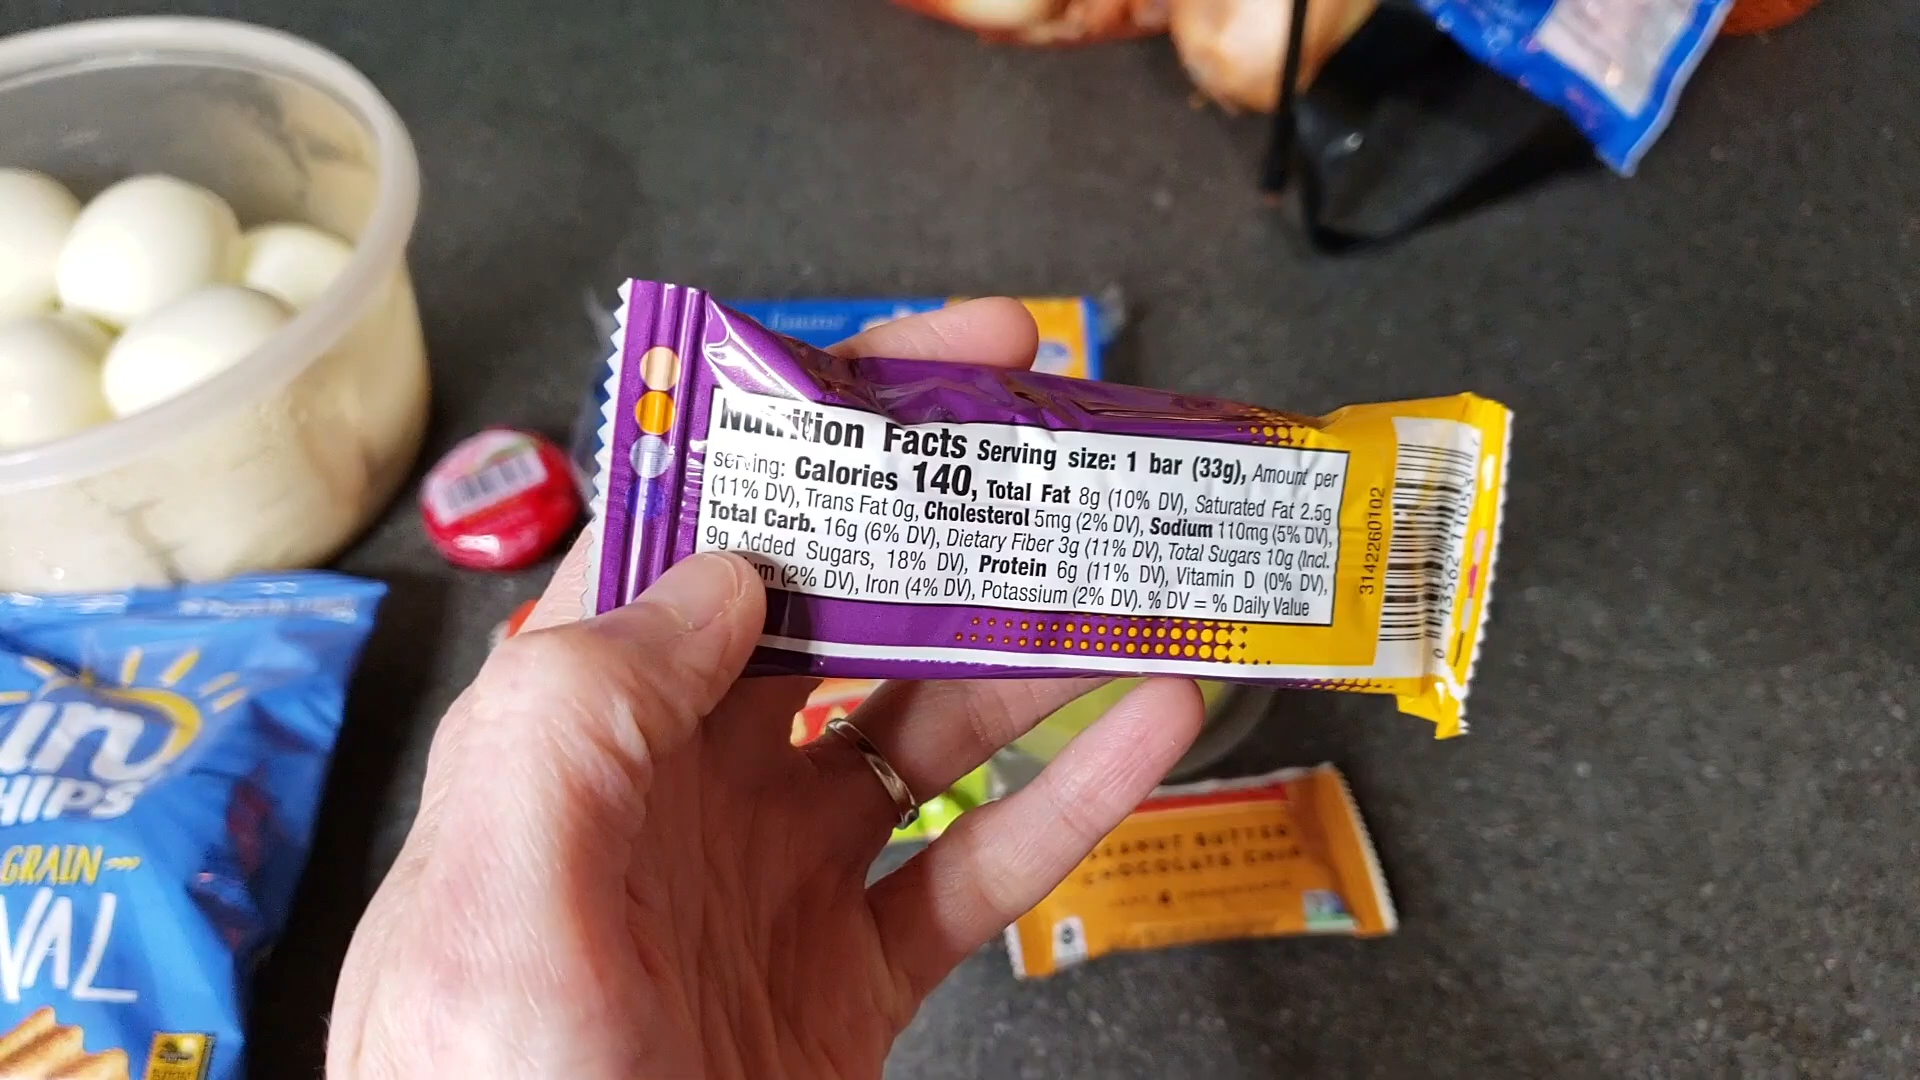 Nutrition Facts Serving size: 1 bar (33g), Amount per
serving: Calories 140, Total Fat 8g (10% DV), Saturated Fat 2.5g
(11% DV), Trans Fat 0g, Cholesterol 5mg (2% DV), Sodium 110mg (5% DV),
Total Carb. 16g (6% DV), Dietary Fiber 3g (11% DV), Total Sugars 10g (Incl.
9g Added Sugars, 18% DV), Protein 6g (11% DV), Vitamin D (0% DV),
(2% DV), Iron (4% DV), Potassium (2% DV). % DV = % Daily Value
3142260102
in
HIPS
GRAIN
VAL
PEANUT BUTTER
CHOCOLATE CHIP